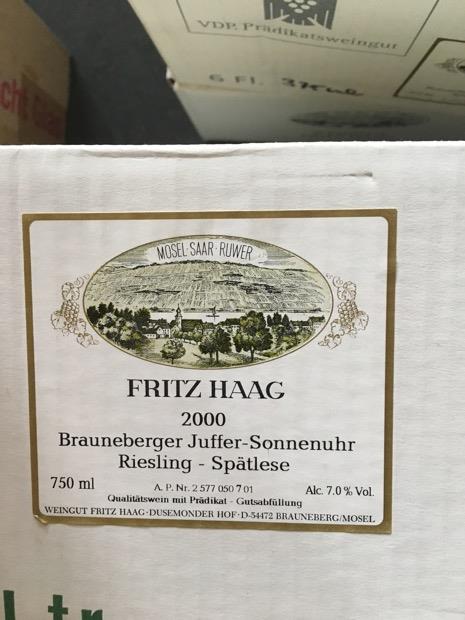 VDP. Prädikatsweingut
6 Fl. 375ml
MOSEL·SAAR·RUWER
FRITZ HAAG
2000
Brauneberger Juffer-Sonnenuhr
Riesling - Spätlese
750 ml
A. P. Nr. 2 577 050 7 01
Alc. 7.0 % Vol.
Qualitätswein mit Prädikat - Gutsabfüllung
WEINGUT FRITZ HAAG·DUSEMONDER HOF·D-54472 BRAUNEBERG/MOSEL
Ltr